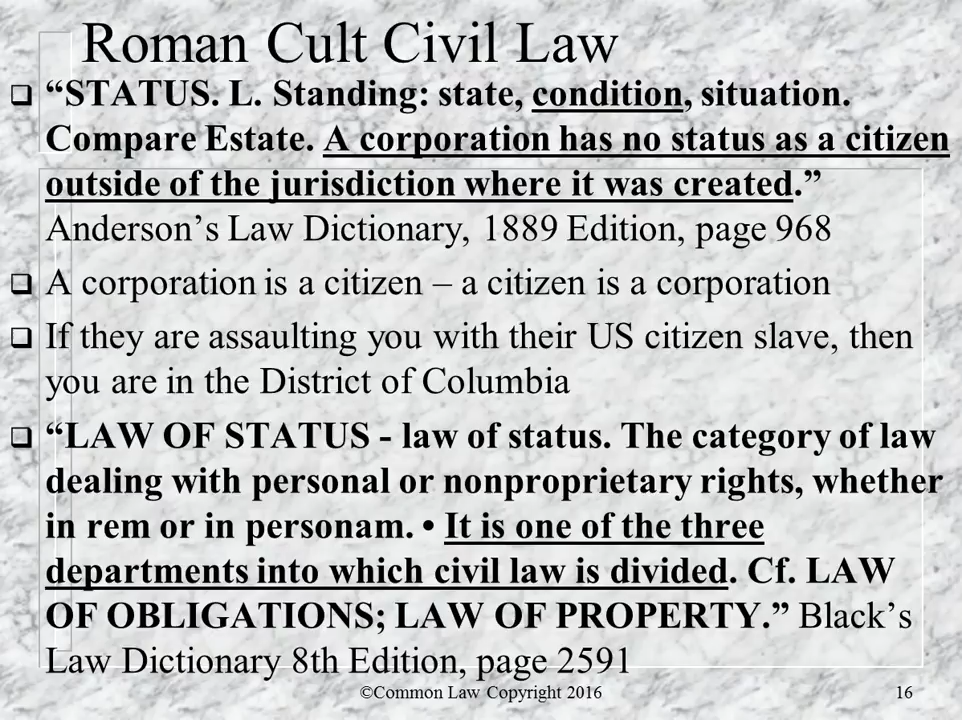 Roman Cult Civil Law
“STATUS. L. Standing: state, condition, situation.
Compare Estate. A corporation has no status as a citizen
outside of the jurisdiction where it was created.”
Anderson’s Law Dictionary, 1889 Edition, page 968
A corporation is a citizen – a citizen is a corporation
If they are assaulting you with their US citizen slave, then
you are in the District of Columbia
“LAW OF STATUS - law of status. The category of law
dealing with personal or nonproprietary rights, whether
in rem or in personam. • It is one of the three
departments into which civil law is divided. Cf. LAW
OF OBLIGATIONS; LAW OF PROPERTY.” Black’s
Law Dictionary 8th Edition, page 2591
©Common Law Copyright 2016
16